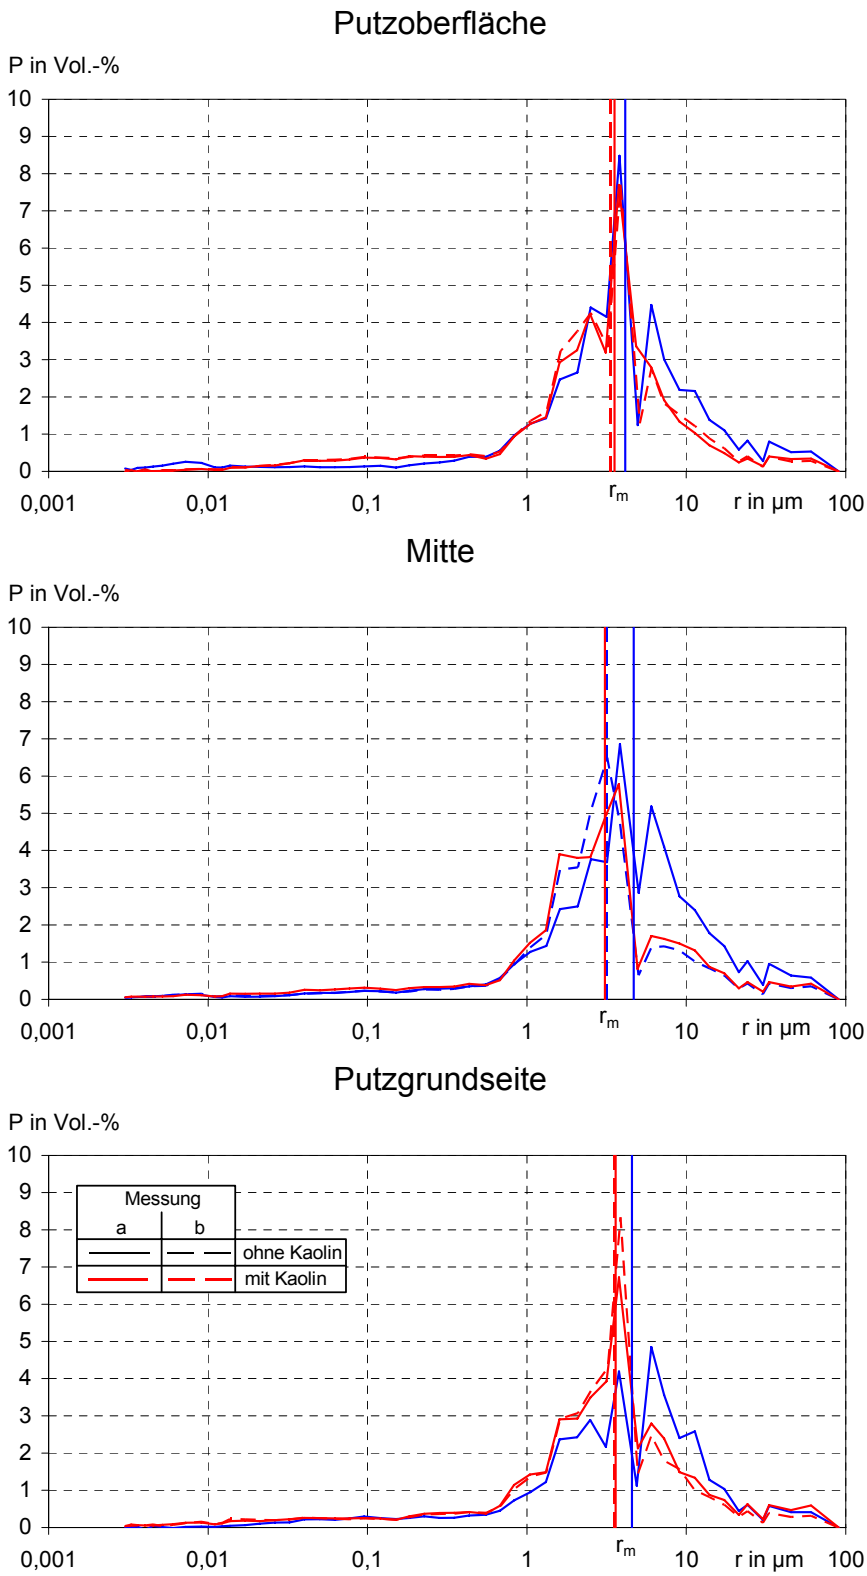 Putzoberfläche
P in Vol.-%
10
9
8
7
6
5
4
3
2
1
0
0,001 0,01 0,1 1 rm 10 r in µm 100
Mitte
P in Vol.-%
10
9
8
7
6
5
4
3
2
1
0
0,001 0,01 0,1 1 rm 10 r in µm 100
Putzgrundseite
P in Vol.-%
10
9
8
7
6
5
4
3
2
1
0
Messung
a b
ohne Kaolin
mit Kaolin
0,001 0,01 0,1 1 rm 10 r in µm 100